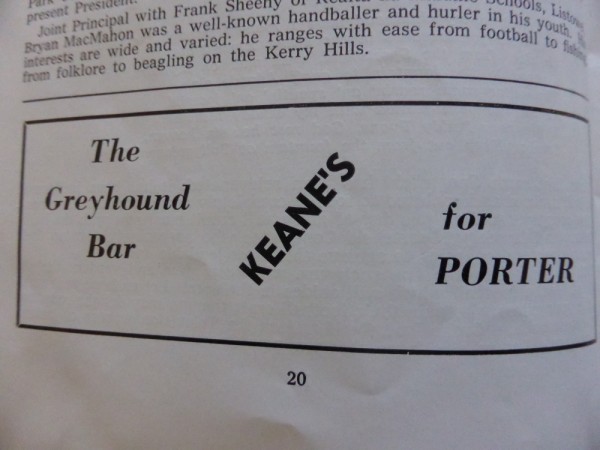 present President.
Joint Principal with Frank Sheehy of Schools, Listowel
Bryan MacMahon was a well-known handballer and hurler in his youth.
interests are wide and varied: he ranges with ease from football to fishing
from folklore to beagling on the Kerry Hills.
The
Greyhound
Bar
KEANE'S
for
PORTER
20